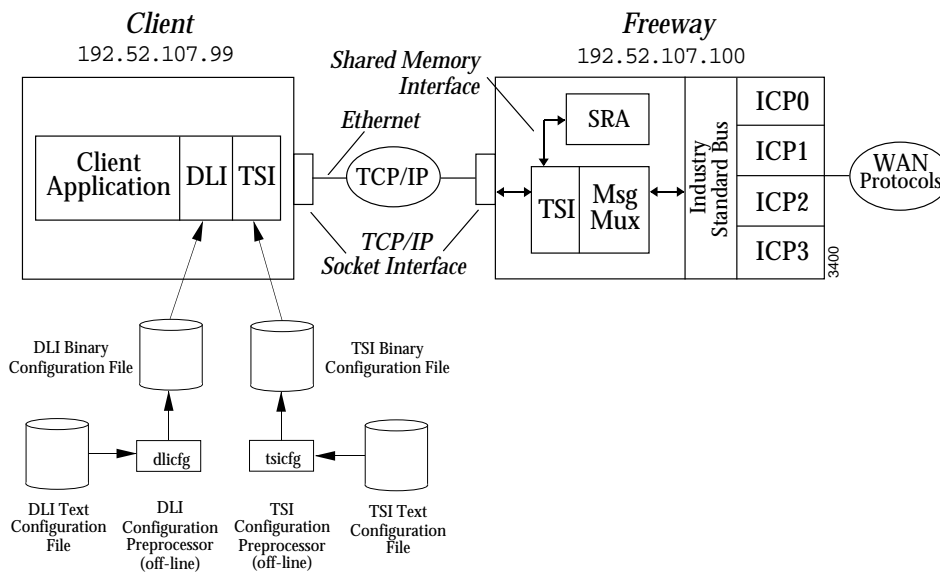 Client
192.52.107.99
Freeway
192.52.107.100
Shared Memory
Interface
Ethernet
Client
Application
DLI
TSI
TCP/IP
TCP/IP
Socket Interface
SRA
TSI
Msg
Mux
Industry
Standard Bus
ICP0
ICP1
ICP2
ICP3
3400
WAN
Protocols
DLI Binary
Configuration File
TSI Binary
Configuration File
dlicfg
tsicfg
DLI Text
Configuration
File
DLI
Configuration
Preprocessor
(off-line)
TSI
Configuration
Preprocessor
(off-line)
TSI Text
Configuration
File